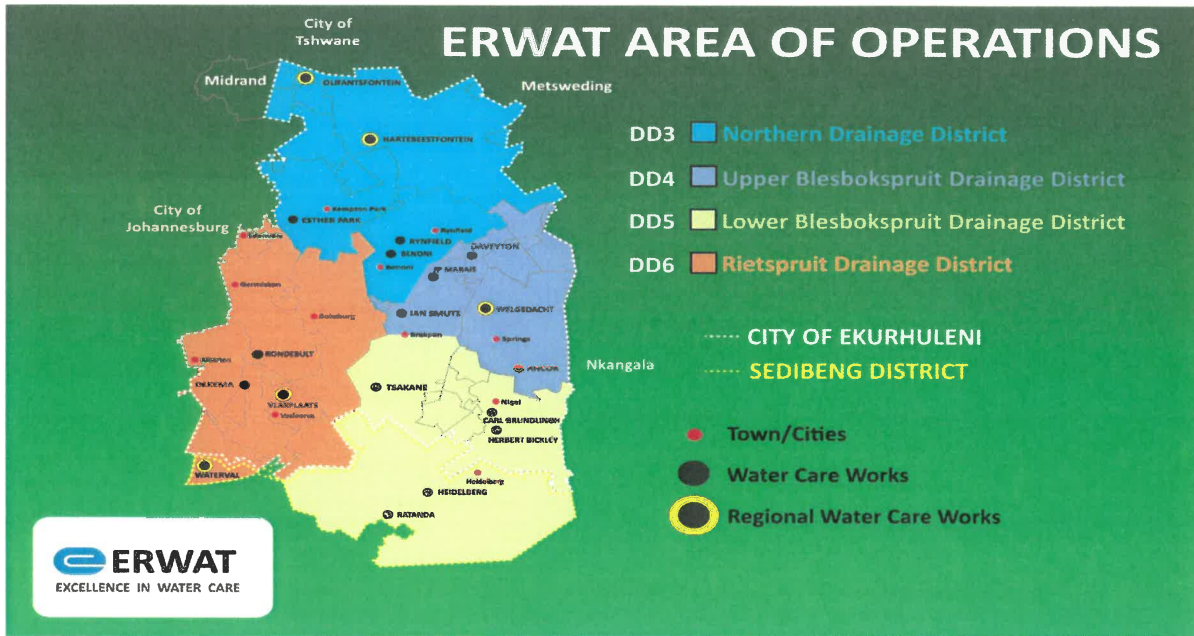 City of
Tshwane
ERWAT AREA OF OPERATIONS
Midrand
OLIFANTSFONTEIN
Metsweding
HARTEBEESTFONTEIN
DD3 Northern Drainage District
DD4 Upper Blesbokspruit Drainage District
DD5 Lower Blesbokspruit Drainage District
DD6 Rietspruit Drainage District
City of
Johannesburg
Kempton Park
ESTHER PARK
Rynfield
RYNFIELD
DAVEYTON
BENONI
Benoni
JP MARAIS
Edenvale
Germiston
Boksburg
JAN SMUTS
WELGEDACHT
Brakpan
Springs
CITY OF EKURHULENI
SEDIBENG DISTRICT
Nkangala
Alberton
RONDEBULT
ANCOR
DEKEMA
VLAKPLAATS
Vosloorus
TSAKANE
Nigel
CARL GRUNDLINGH
HERBERT BICKLEY
Town/Cities
Water Care Works
Regional Water Care Works
WATERVAL
Heidelberg
HEIDELBERG
RATANDA
ERWAT
EXCELLENCE IN WATER CARE